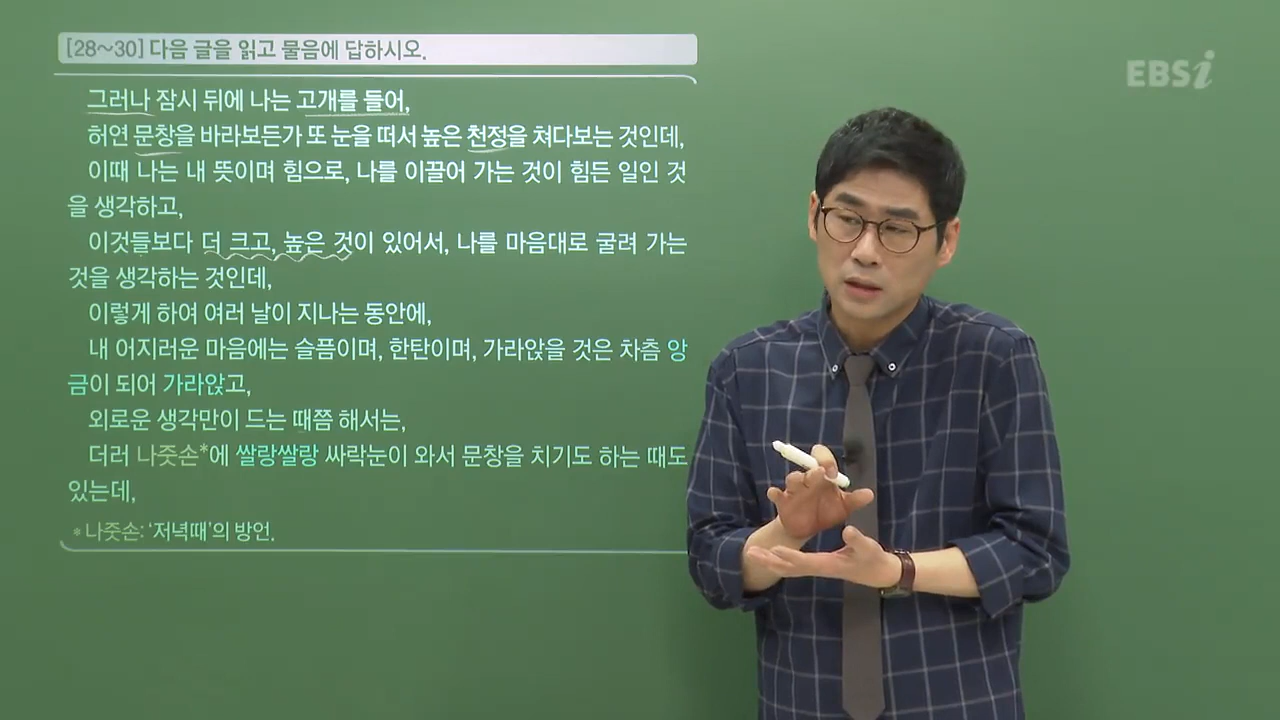 [28~30] 다음 글을 읽고 물음에 답하시오.
EBSi
그러나 잠시 뒤에 나는 고개를 들어,
허연 문창을 바라보든가 또 눈을 떠서 높은 천정을 쳐다보는 것인데,
이때 나는 내 뜻이며 힘으로, 나를 이끌어 가는 것이 힘든 일인 것
을 생각하고,
이것들보다 더 크고, 높은 것이 있어서, 나를 마음대로 굴려 가는
것을 생각하는 것인데,
이렇게 하여 여러 날이 지나는 동안에,
내 어지러운 마음에는 슬픔이며, 한탄이며, 가라앉을 것은 차츰 앙
금이 되어 가라앉고,
외로운 생각만이 드는 때쯤 해서는,
더러 나줏손*에 쌀랑쌀랑 싸락눈이 와서 문창을 치기도 하는 때도
있는데,
* 나줏손: ‘저녁때’의 방언.